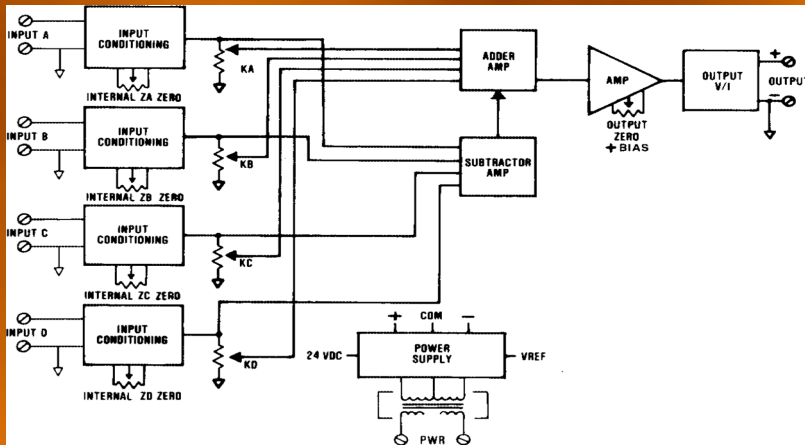 INPUT A
INPUT
CONDITIONING
INTERNAL ZA ZERO
KA
INPUT B
INPUT
CONDITIONING
INTERNAL ZB ZERO
KB
INPUT C
INPUT
CONDITIONING
INTERNAL ZC ZERO
KC
INPUT D
INPUT
CONDITIONING
INTERNAL ZD ZERO
KD
ADDER
AMP
SUBTRACTOR
AMP
AMP
OUTPUT
ZERO
+ BIAS
OUTPUT
V/I
+
OUTPUT
–
+ COM –
24 VDC
POWER
SUPPLY
VREF
PWR